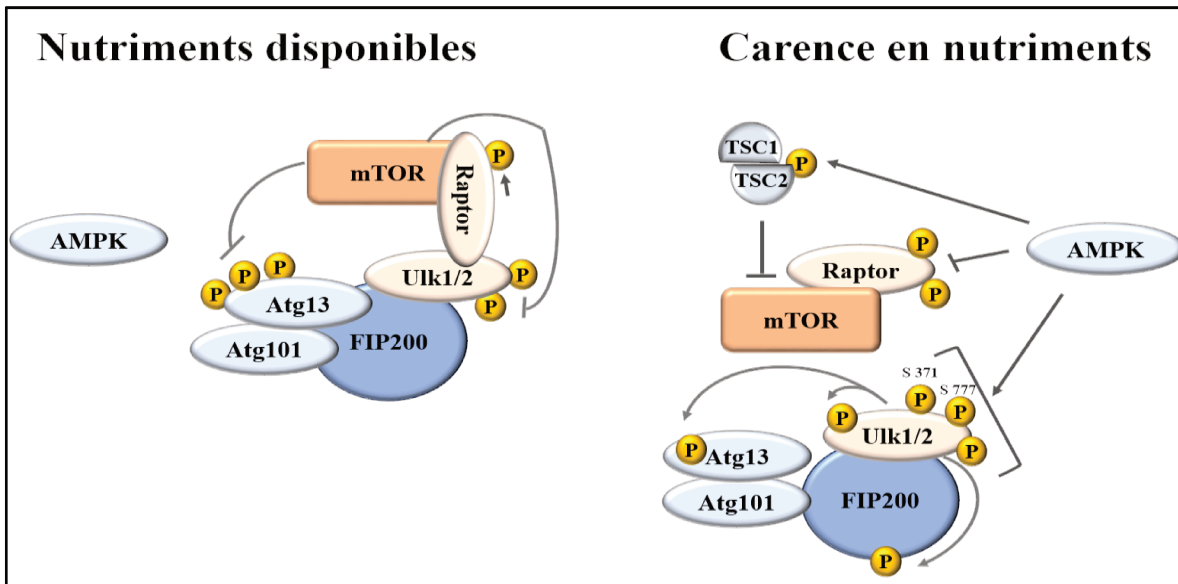 Nutriments disponibles
mTOR
Raptor
P
AMPK
P
P
P
Atg13
Ulk1/2
P
P
Atg101
FIP200
Carence en nutriments
TSC1
TSC2
P
AMPK
Raptor
P
P
mTOR
S 371
S 777
P
P
P
P
Ulk1/2
P
Atg13
Atg101
FIP200
P